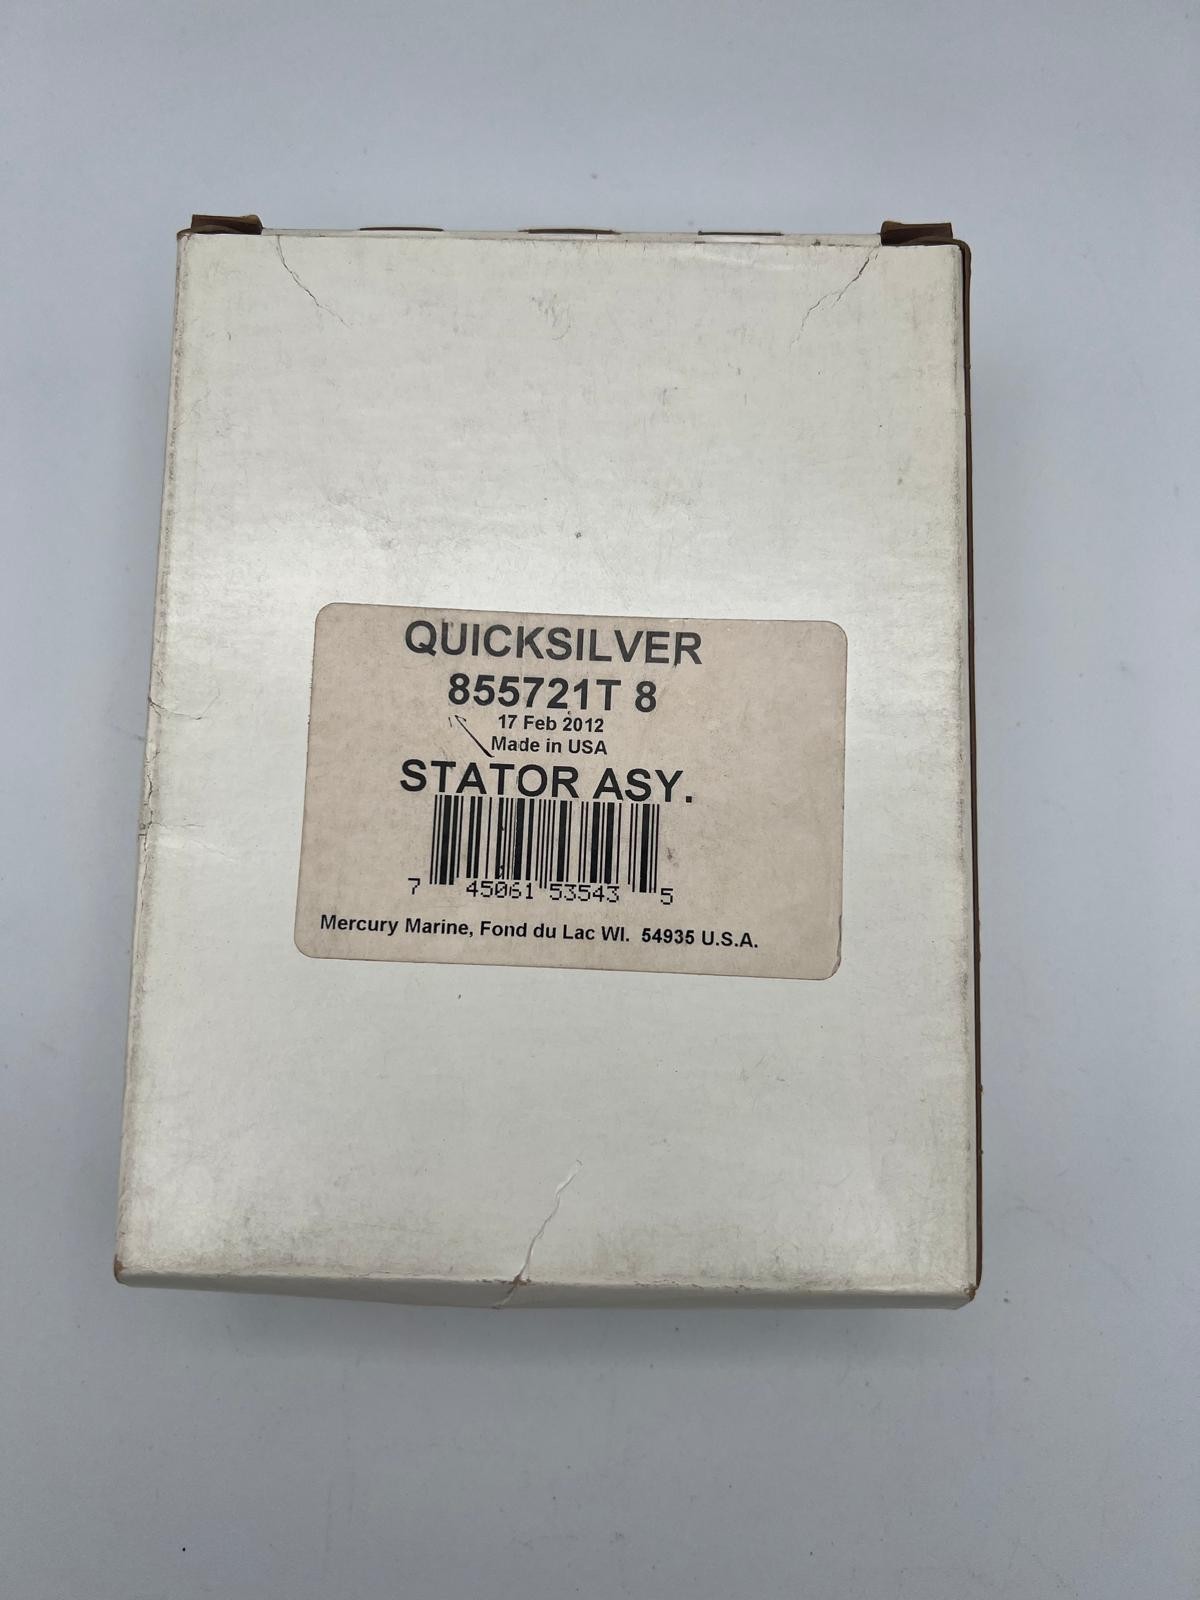 QUICKSILVER
855721T 8
17 Feb 2012
Made in USA
STATOR ASY.
7 45061 53543 5
Mercury Marine, Fond du Lac WI. 54935 U.S.A.